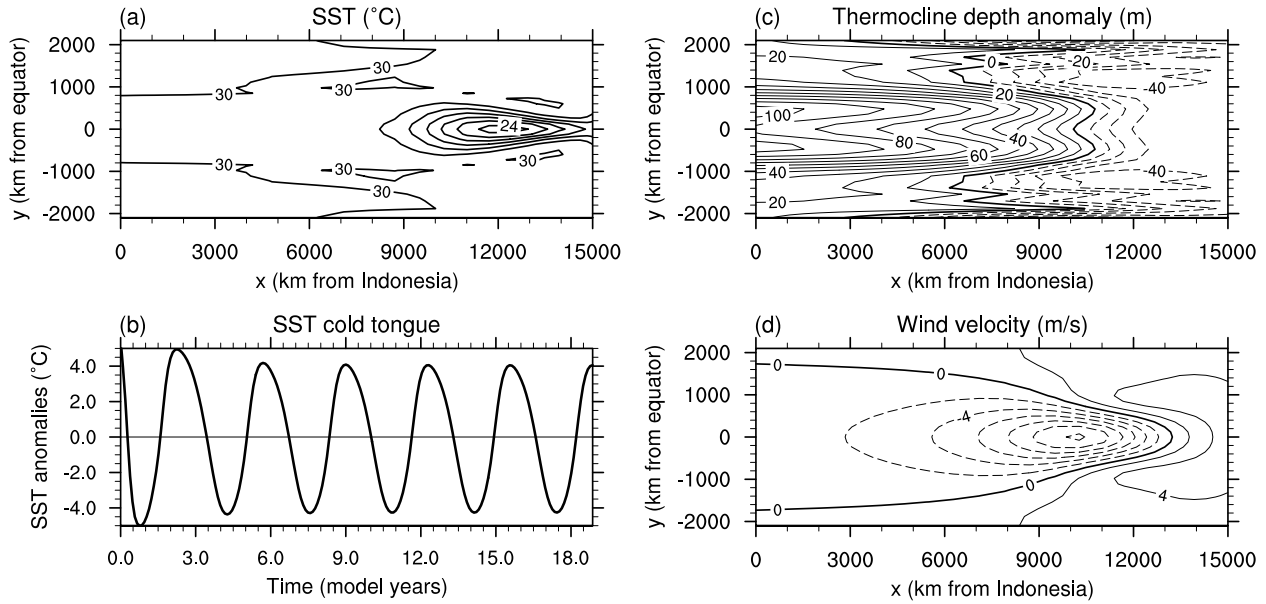 (a) SST (°C)
2000
1000
0
-1000
-2000
y (km from equator)
30
30
30
30
24
30
30
30
30
0 3000 6000 9000 12000 15000
x (km from Indonesia)
(c) Thermocline depth anomaly (m)
2000
1000
0
-1000
-2000
y (km from equator)
20
0
-20
-40
20
100
80
40
60
40
-40
20
0 3000 6000 9000 12000 15000
x (km from Indonesia)
(b) SST cold tongue
4.0
2.0
0.0
-2.0
-4.0
SST anomalies (°C)
0.0 3.0 6.0 9.0 12.0 15.0 18.0
Time (model years)
(d) Wind velocity (m/s)
2000
1000
0
-1000
-2000
y (km from equator)
0
0
-4
0
0
4
0 3000 6000 9000 12000 15000
x (km from Indonesia)